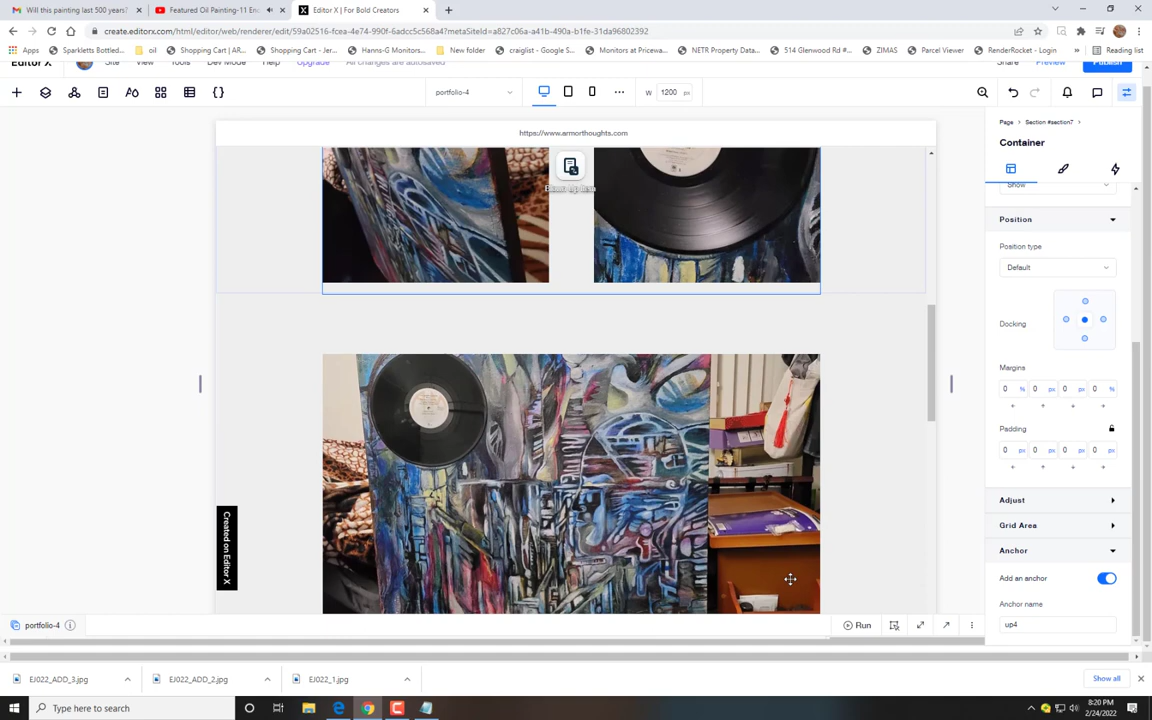 Will this painting last 500 years?
Featured Oil Painting-11 En
Editor X | For Bold Creators
create.editorx.com/html/editor/web/renderer/edit/59a02516-fcea-4e74-990f-6adcc5c568a4?metaSiteId=a827c06a-a41b-490a-b1fe-31da96802392
Apps
Sparkletts Bottled...
oil
Shopping Cart | AR...
Shopping Cart - Jer...
Hanns-G Monitors...
New folder
craiglist - Google S...
Monitors at Pricewa...
NETR Property Data...
514 Glenwood Rd #...
ZIMAS
Parcel Viewer
RenderRocket - Login
Reading list
Editor X
Site
View
Tools
Dev Mode
Help
Upgrade
All changes are autosaved
Share
Preview
Publish
portfolio-4
W
1200
px
https://www.armorthoughts.com
Page
Section #section7
Container
Show
Position
Position type
Default
Docking
Margins
0 % 0 px 0 px 0 %
Padding
0 px 0 px 0 px 0 px
Adjust
Grid Area
Anchor
Add an anchor
Anchor name
up4
Created on Editor X
portfolio-4
Run
EJ022_ADD_3.jpg
EJ022_ADD_2.jpg
EJ022_1.jpg
Show all
Type here to search
8:20 PM
2/24/2022